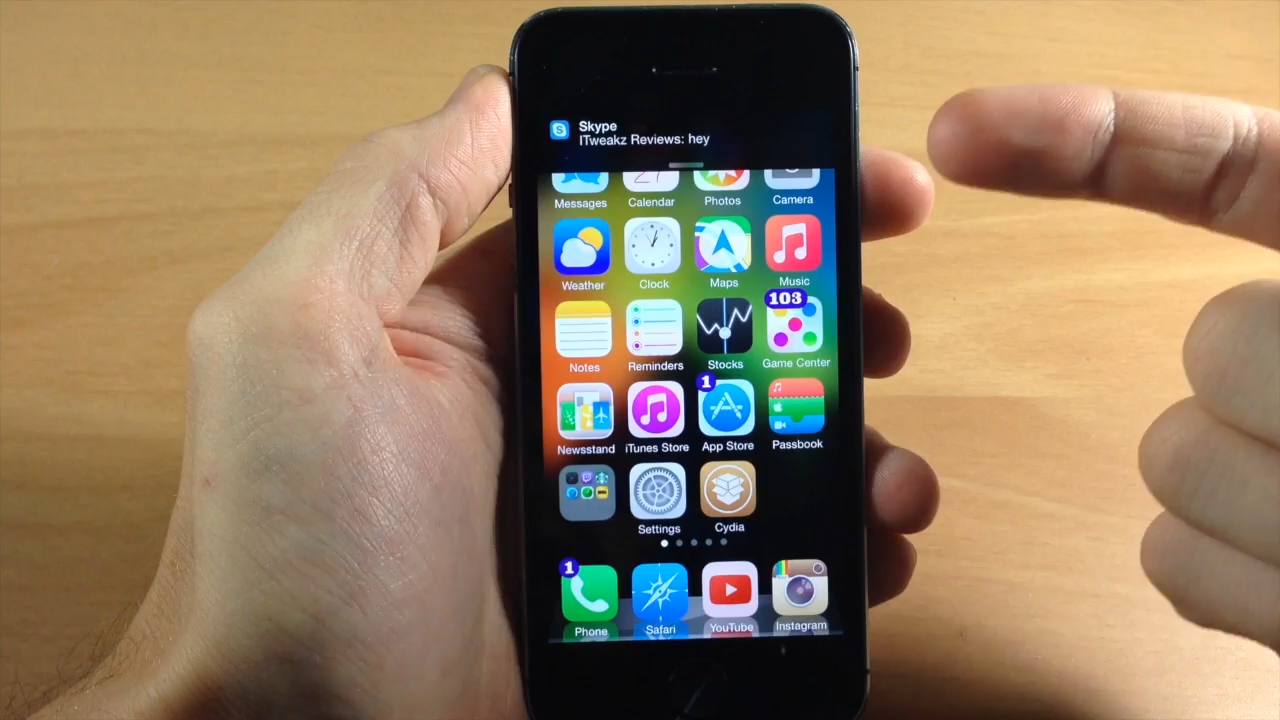 Skype
ITweakz Reviews: hey
Messages Calendar Photos Camera
27
Weather Clock Maps Music
103
Notes Reminders Stocks Game Center
1
Newsstand iTunes Store App Store Passbook
Settings Cydia
1
Phone Safari YouTube Instagram